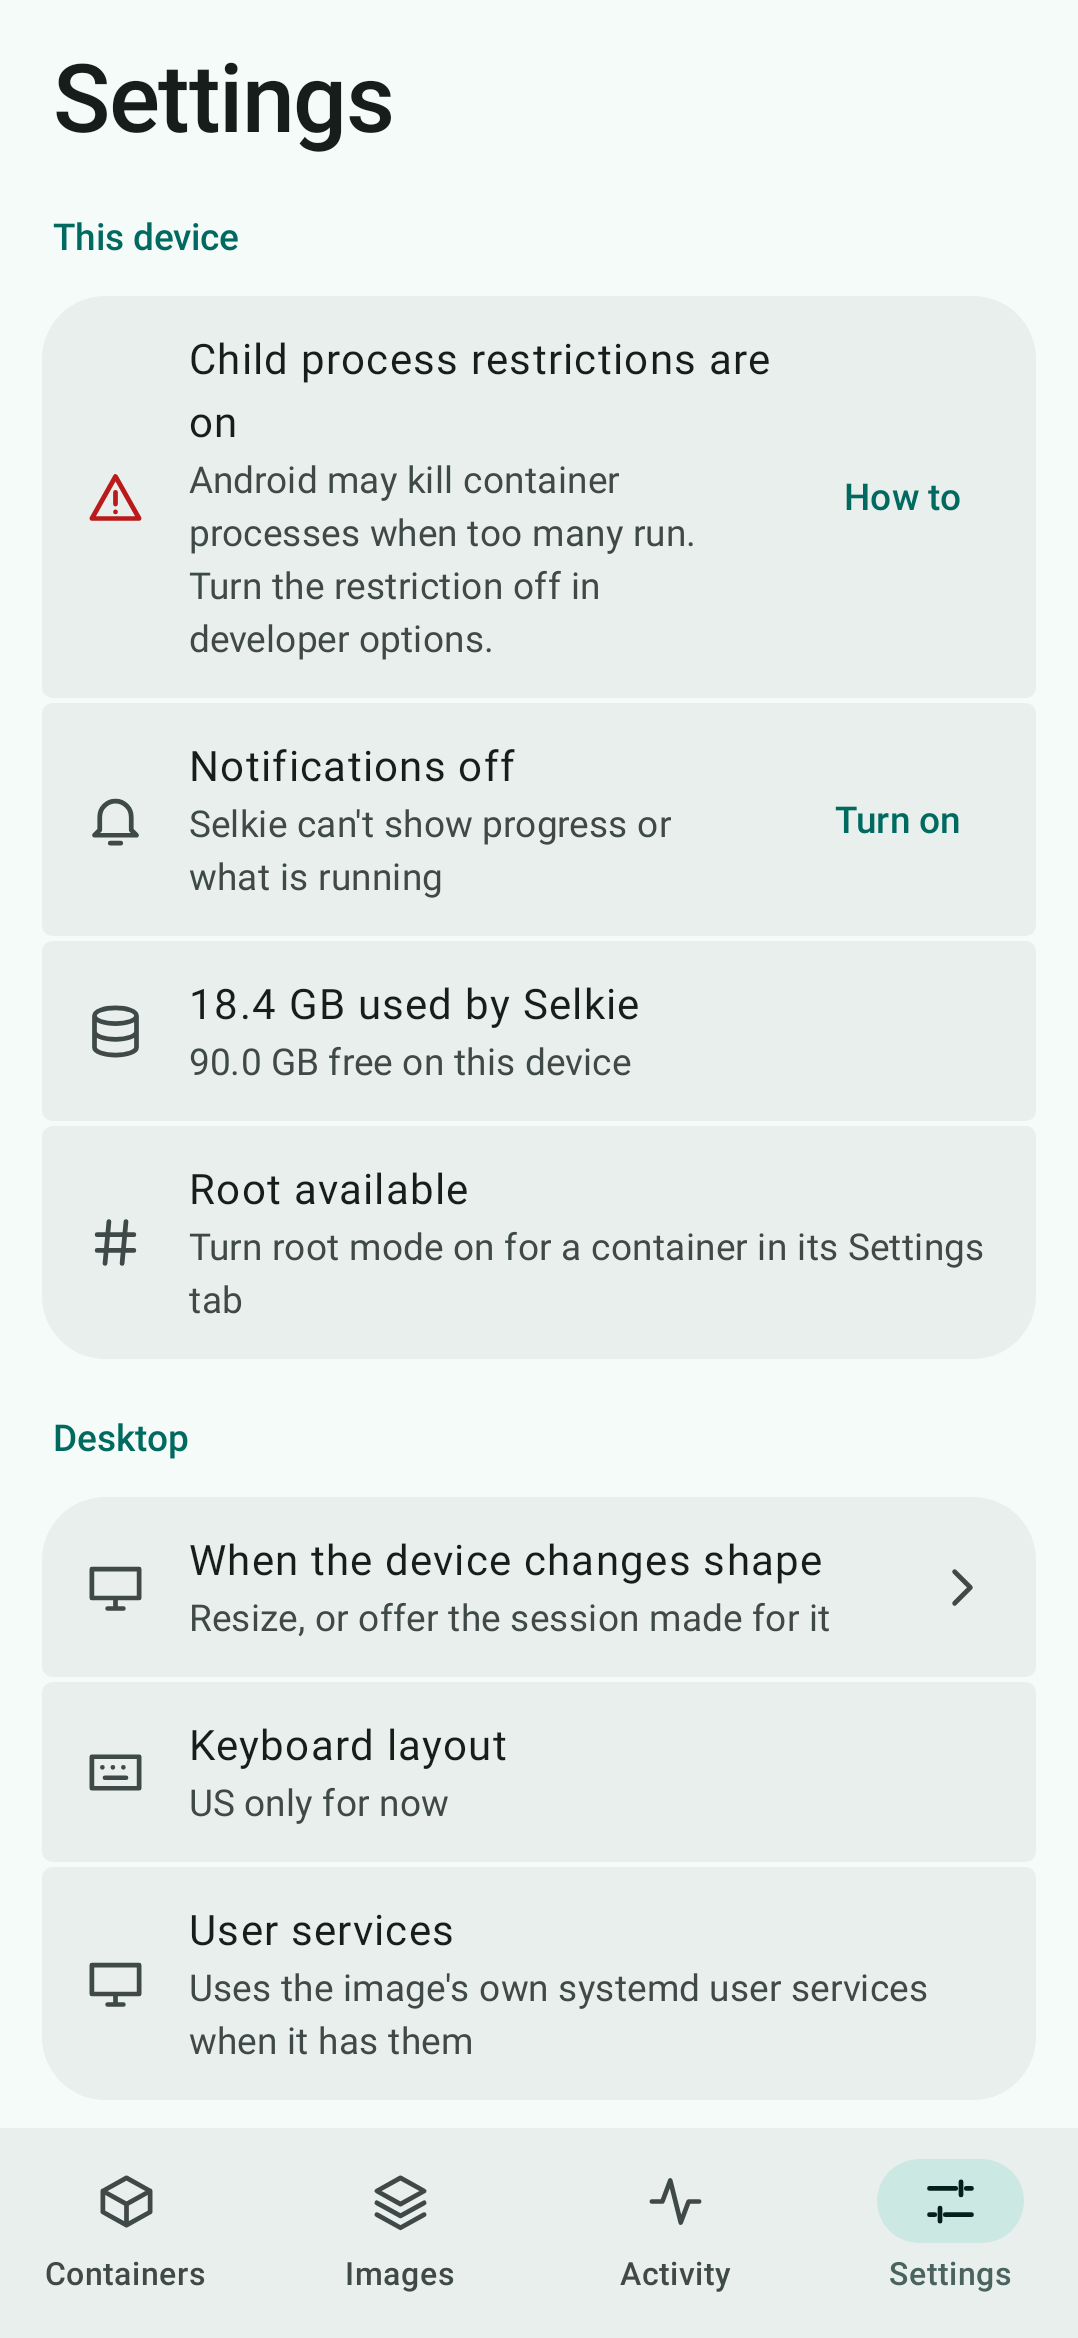 Settings
This device
Child process restrictions are
on
Android may kill container
processes when too many run.
Turn the restriction off in
developer options.
How to
Notifications off
Selkie can't show progress or
what is running
Turn on
18.4 GB used by Selkie
90.0 GB free on this device
Root available
Turn root mode on for a container in its Settings
tab
Desktop
When the device changes shape
Resize, or offer the session made for it
Keyboard layout
US only for now
User services
Uses the image's own systemd user services
when it has them
Containers
Images
Activity
Settings